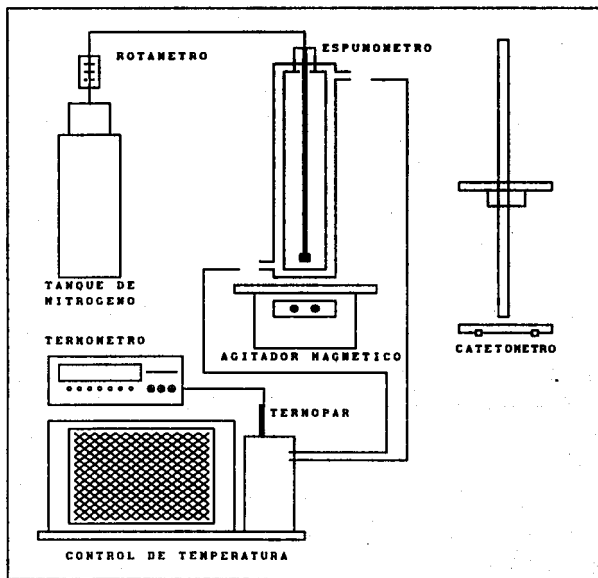 ROTAMETRO
ESPUMOMETRO
TANQUE DE
NITROGENO
AGITADOR MAGNETICO
CATETOMETRO
TERMOMETRO
TERMOPAR
CONTROL DE TEMPERATURA